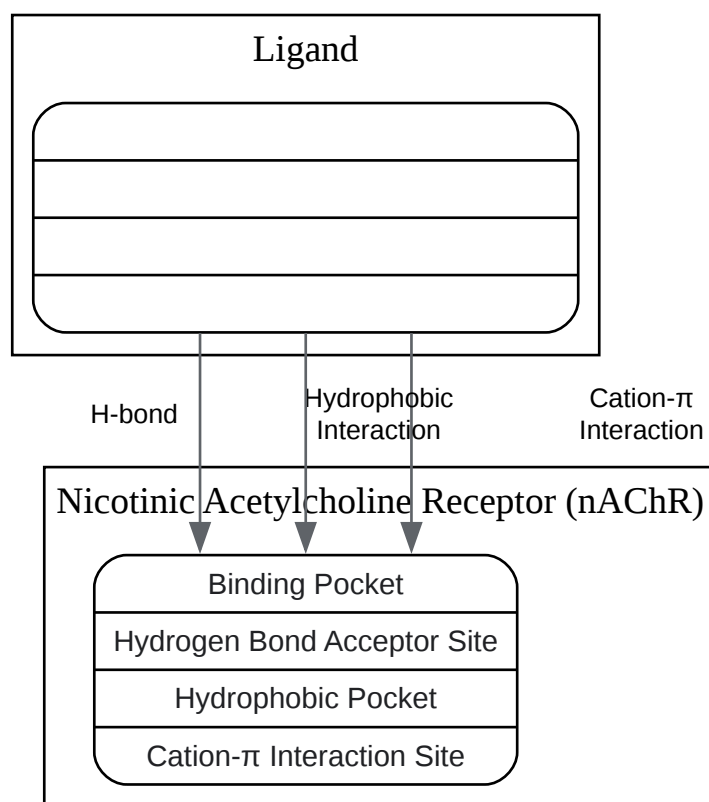 Ligand
H-bond
Hydrophobic
Interaction
Cation-π
Interaction
Nicotinic Acetylcholine Receptor (nAChR)
Binding Pocket
Hydrogen Bond Acceptor Site
Hydrophobic Pocket
Cation-π Interaction Site